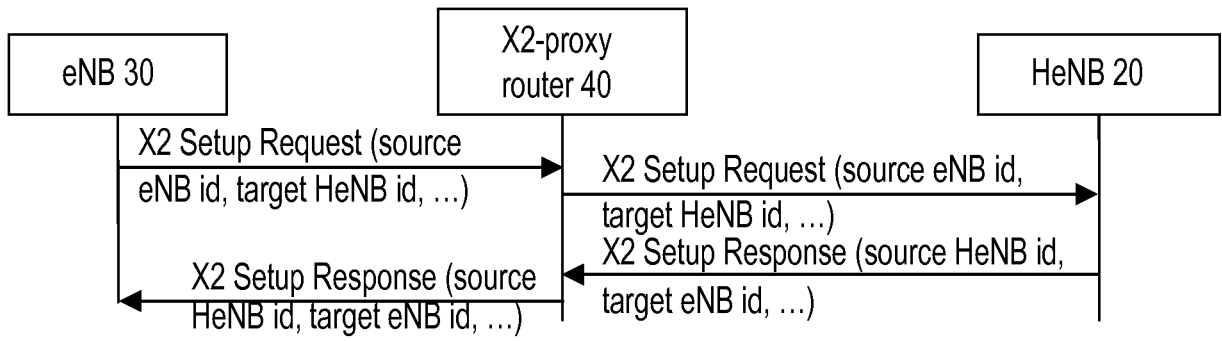 eNB 30
X2-proxy
router 40
HeNB 20
X2 Setup Request (source
eNB id, target HeNB id, …)
X2 Setup Request (source eNB id,
target HeNB id, …)
X2 Setup Response (source HeNB id,
target eNB id, …)
X2 Setup Response (source
HeNB id, target eNB id, …)